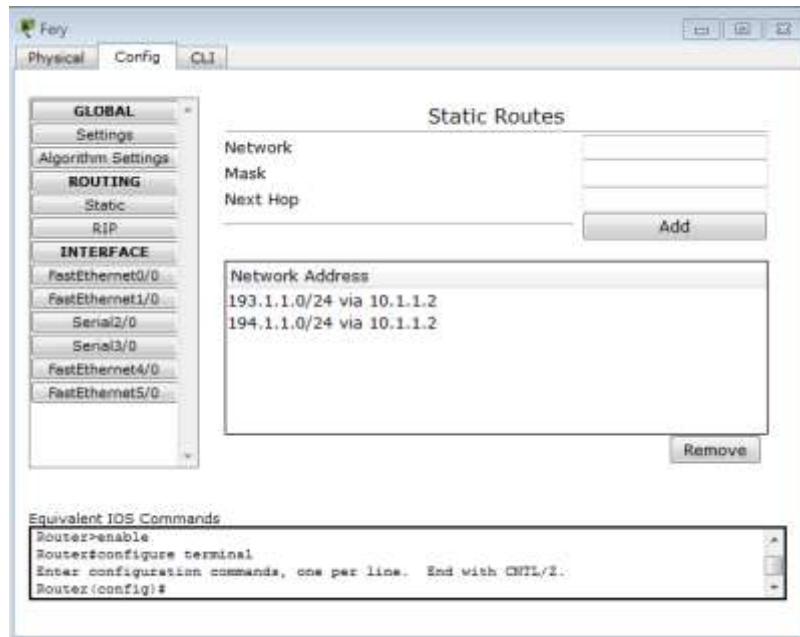 Fery
Physical Config CLI
GLOBAL
Settings
Algorithm Settings
ROUTING
Static
RIP
INTERFACE
FastEthernet0/0
FastEthernet1/0
Serial2/0
Serial3/0
FastEthernet4/0
FastEthernet5/0
Static Routes
Network
Mask
Next Hop
Add
Network Address
193.1.1.0/24 via 10.1.1.2
194.1.1.0/24 via 10.1.1.2
Remove
Equivalent IOS Commands
Router>enable
Router#configure terminal
Enter configuration commands, one per line. End with CNTL/Z.
Router(config)#